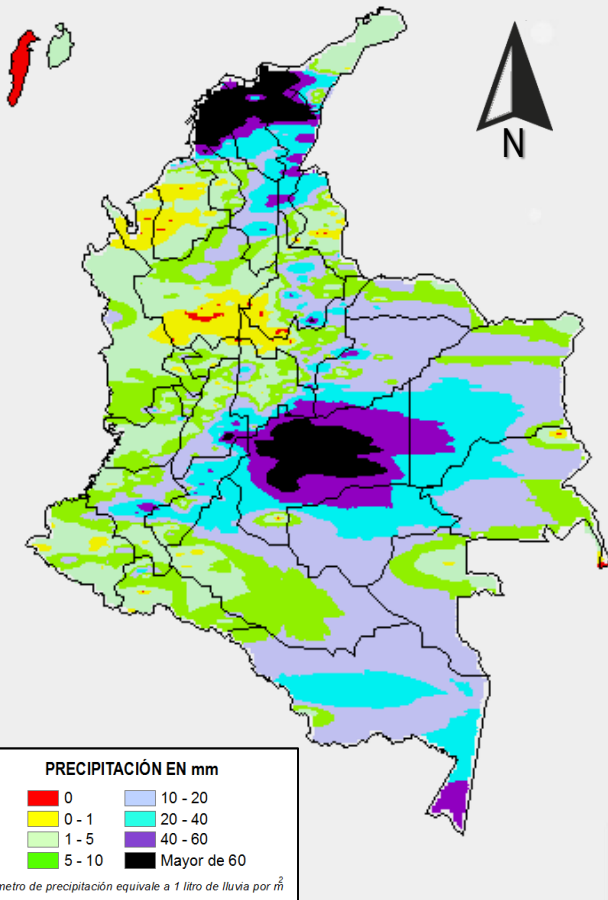 N
PRECIPITACIÓN EN mm
0 10 - 20
0 - 1 20 - 40
1 - 5 40 - 60
5 - 10 Mayor de 60
metro de precipitación equivale a 1 litro de lluvia por m²